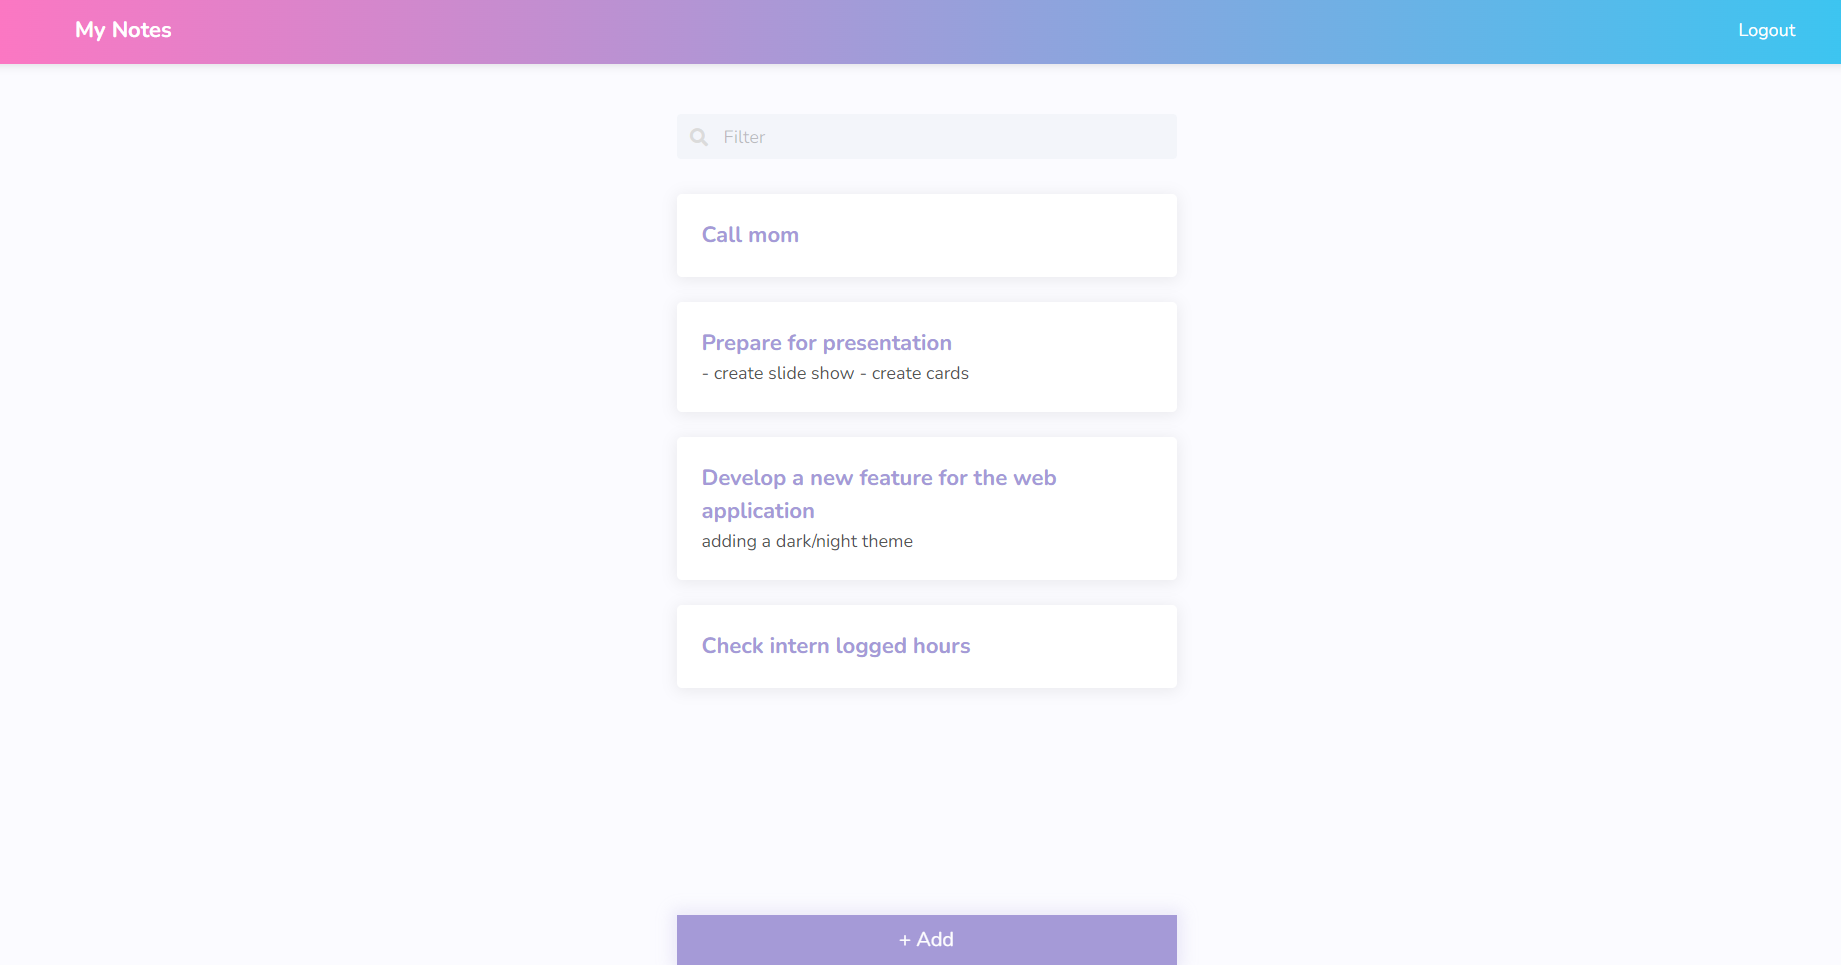 My Notes
Logout
Filter
Call mom
Prepare for presentation
- create slide show - create cards
Develop a new feature for the web
application
adding a dark/night theme
Check intern logged hours
+ Add